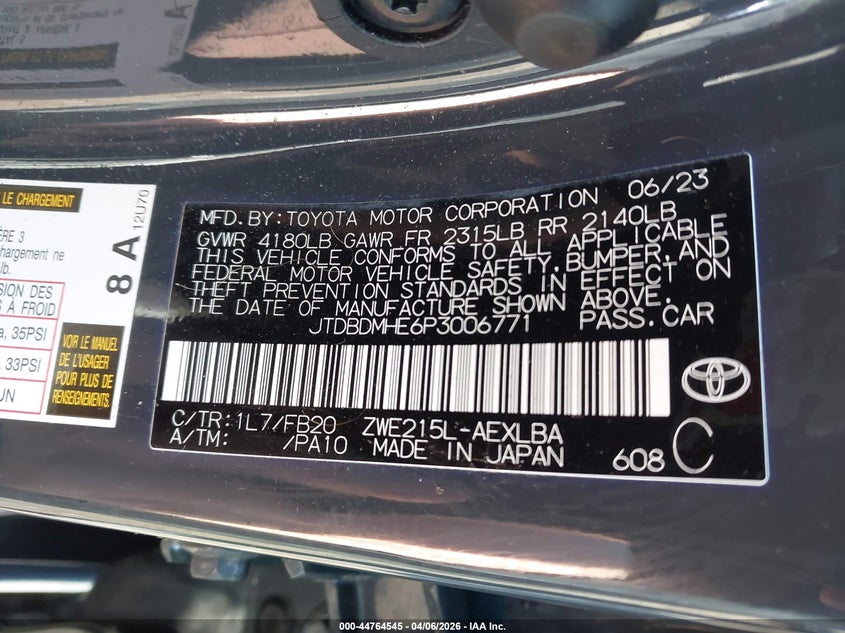 LE CHARGEMENT
12U70
8 A
ÈRE 3
hargement ne
lb.
SION DES
S À FROID
a, 35PSI
, 33PSI
UN
VOIR LE
MANUEL DE
L'USAGER
POUR PLUS DE
RENSEIGNEMENTS.
MFD.BY:TOYOTA MOTOR CORPORATION 06/23
GVWR 4180LB GAWR FR 2315LB RR 2140LB
THIS VEHICLE CONFORMS TO ALL APPLICABLE
FEDERAL MOTOR VEHICLE SAFETY,BUMPER,AND
THEFT PREVENTION STANDARDS IN EFFECT ON
THE DATE OF MANUFACTURE SHOWN ABOVE.
JTDBDMHE6P3006771 PASS.CAR
C/TR:1L7/FB20 ZWE215L-AEXLBA
A/TM: /PA10 MADE IN JAPAN 608 C
000-44764545 - 04/06/2026 - IAA Inc.